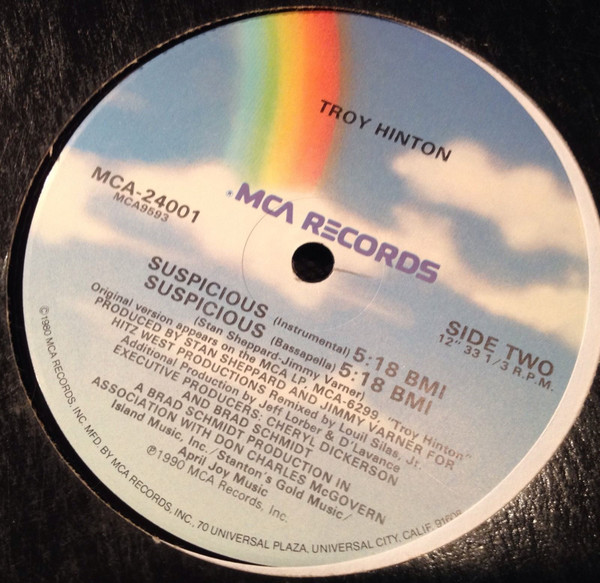 TROY HINTON
MCA-24001
MCA9593
MCA RECORDS
SIDE TWO
12" 33 1/3 R.P.M.
SUSPICIOUS (Instrumental) 5:18 BMI
SUSPICIOUS (Bassapella) 5:18 BMI
(Stan Sheppard-Jimmy Varner)
Original version appears on the MCA LP, MCA-6299, "Troy Hinton"
PRODUCED BY STAN SHEPPARD AND JIMMY VARNER FOR
HITZ WEST PRODUCTIONS Remixed by Louil Silas, Jr.
Additional Production by Jeff Lorber & D'Lavance
EXECUTIVE PRODUCERS: CHERYL DICKERSON
AND BRAD SCHMIDT
A BRAD SCHMIDT PRODUCTION IN
ASSOCIATION WITH DON CHARLES McGOVERN
Island Music, Inc./Stanton's Gold Music/
April Joy Music
℗1990 MCA Records, Inc.
©1980 MCA RECORDS, INC. MFD. BY MCA RECORDS, INC., 70 UNIVERSAL PLAZA, UNIVERSAL CITY, CALIF.